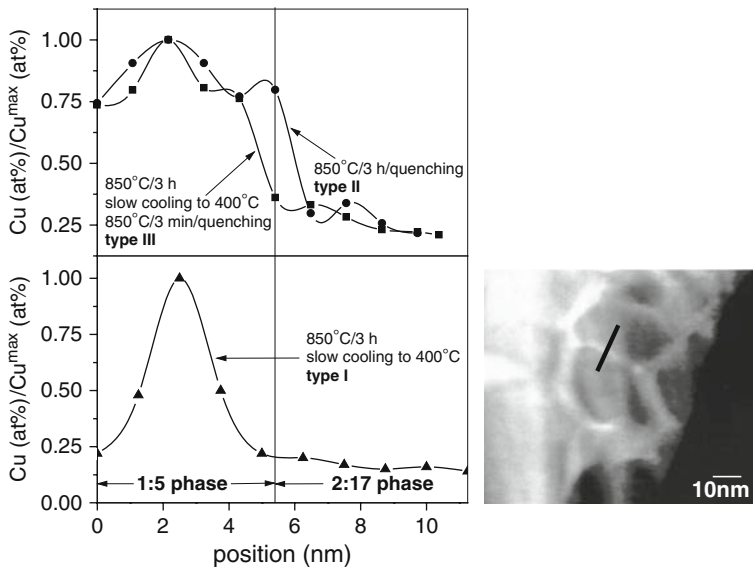 Cu (at%)/Cu^max (at%)
1.00
0.75
0.50
0.25
850°C/3 h
slow cooling to 400°C
850°C/3 min/quenching
type III
850°C/3 h/quenching
type II
Cu (at%)/Cu^max (at%)
1.00
0.75
0.50
0.25
0.00
850°C/3 h
slow cooling to 400°C
type I
1:5 phase
2:17 phase
0 2 4 6 8 10
position (nm)
10nm